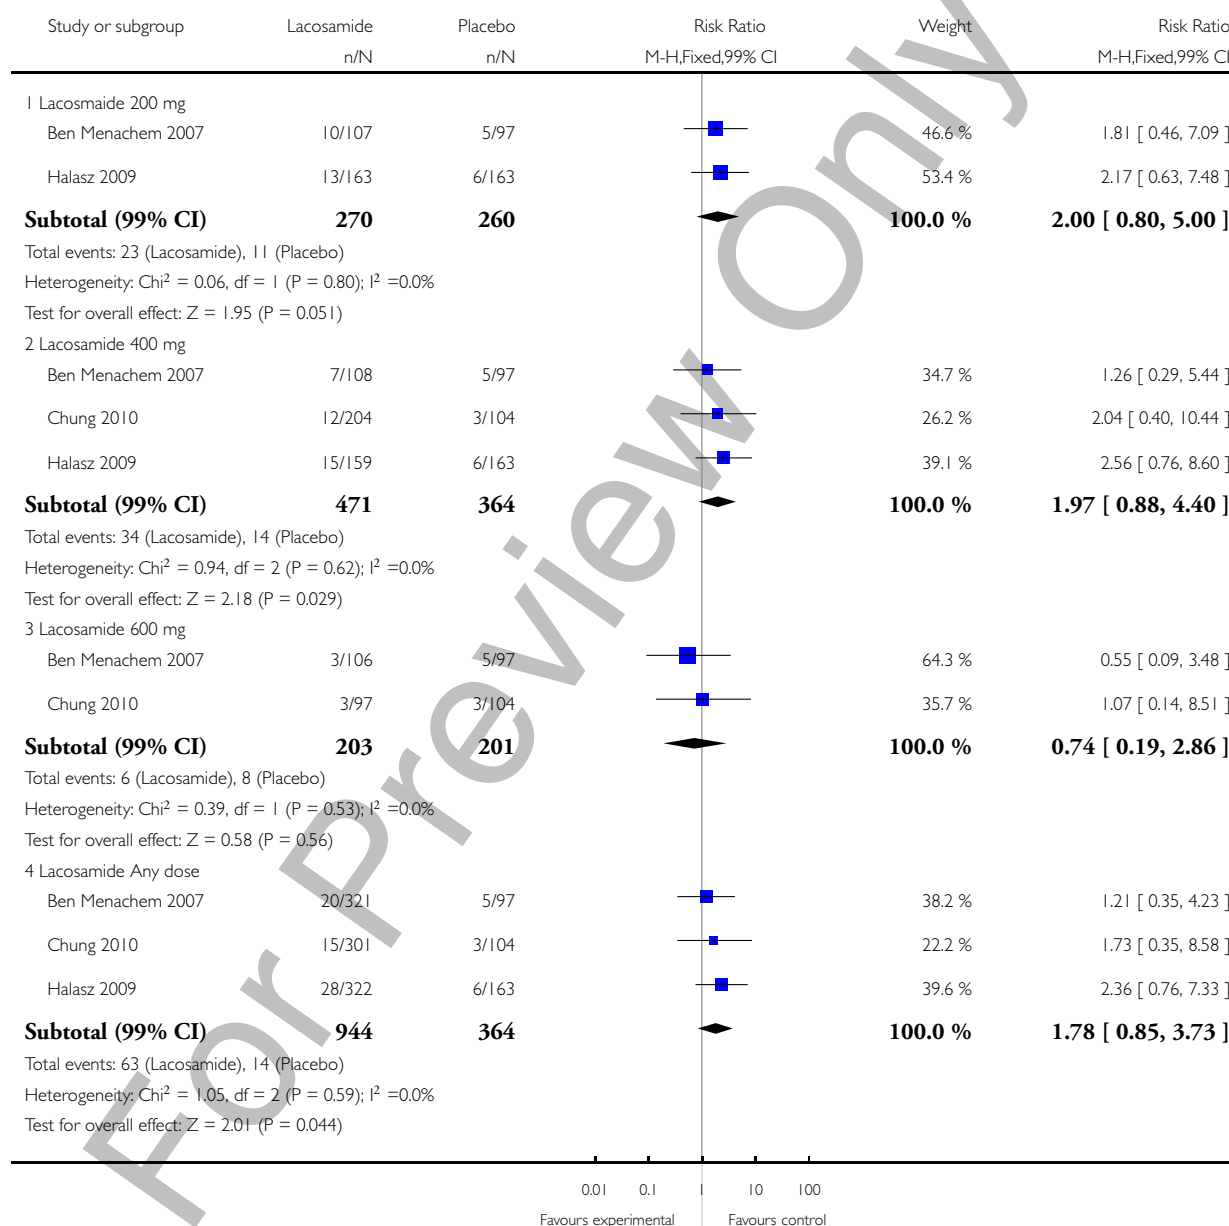 Study or subgroup Lacosamide Placebo Risk Ratio Weight Risk Ratio
n/N n/N M-H,Fixed,99% CI M-H,Fixed,99% CI
1 Lacosmaide 200 mg
Ben Menachem 2007 10/107 5/97 46.6 % 1.81 [ 0.46, 7.09 ]
Halasz 2009 13/163 6/163 53.4 % 2.17 [ 0.63, 7.48 ]
Subtotal (99% CI) 270 260 100.0 % 2.00 [ 0.80, 5.00 ]
Total events: 23 (Lacosamide), 11 (Placebo)
Heterogeneity: Chi² = 0.06, df = 1 (P = 0.80); I² =0.0%
Test for overall effect: Z = 1.95 (P = 0.051)
2 Lacosamide 400 mg
Ben Menachem 2007 7/108 5/97 34.7 % 1.26 [ 0.29, 5.44 ]
Chung 2010 12/204 3/104 26.2 % 2.04 [ 0.40, 10.44 ]
Halasz 2009 15/159 6/163 39.1 % 2.56 [ 0.76, 8.60 ]
Subtotal (99% CI) 471 364 100.0 % 1.97 [ 0.88, 4.40 ]
Total events: 34 (Lacosamide), 14 (Placebo)
Heterogeneity: Chi² = 0.94, df = 2 (P = 0.62); I² =0.0%
Test for overall effect: Z = 2.18 (P = 0.029)
3 Lacosamide 600 mg
Ben Menachem 2007 3/106 5/97 64.3 % 0.55 [ 0.09, 3.48 ]
Chung 2010 3/97 3/104 35.7 % 1.07 [ 0.14, 8.51 ]
Subtotal (99% CI) 203 201 100.0 % 0.74 [ 0.19, 2.86 ]
Total events: 6 (Lacosamide), 8 (Placebo)
Heterogeneity: Chi² = 0.39, df = 1 (P = 0.53); I² =0.0%
Test for overall effect: Z = 0.58 (P = 0.56)
4 Lacosamide Any dose
Ben Menachem 2007 20/321 5/97 38.2 % 1.21 [ 0.35, 4.23 ]
Chung 2010 15/301 3/104 22.2 % 1.73 [ 0.35, 8.58 ]
Halasz 2009 28/322 6/163 39.6 % 2.36 [ 0.76, 7.33 ]
Subtotal (99% CI) 944 364 100.0 % 1.78 [ 0.85, 3.73 ]
Total events: 63 (Lacosamide), 14 (Placebo)
Heterogeneity: Chi² = 1.05, df = 2 (P = 0.59); I² =0.0%
Test for overall effect: Z = 2.01 (P = 0.044)
0.01 0.1 1 10 100
Favours experimental Favours control
For Preview Only